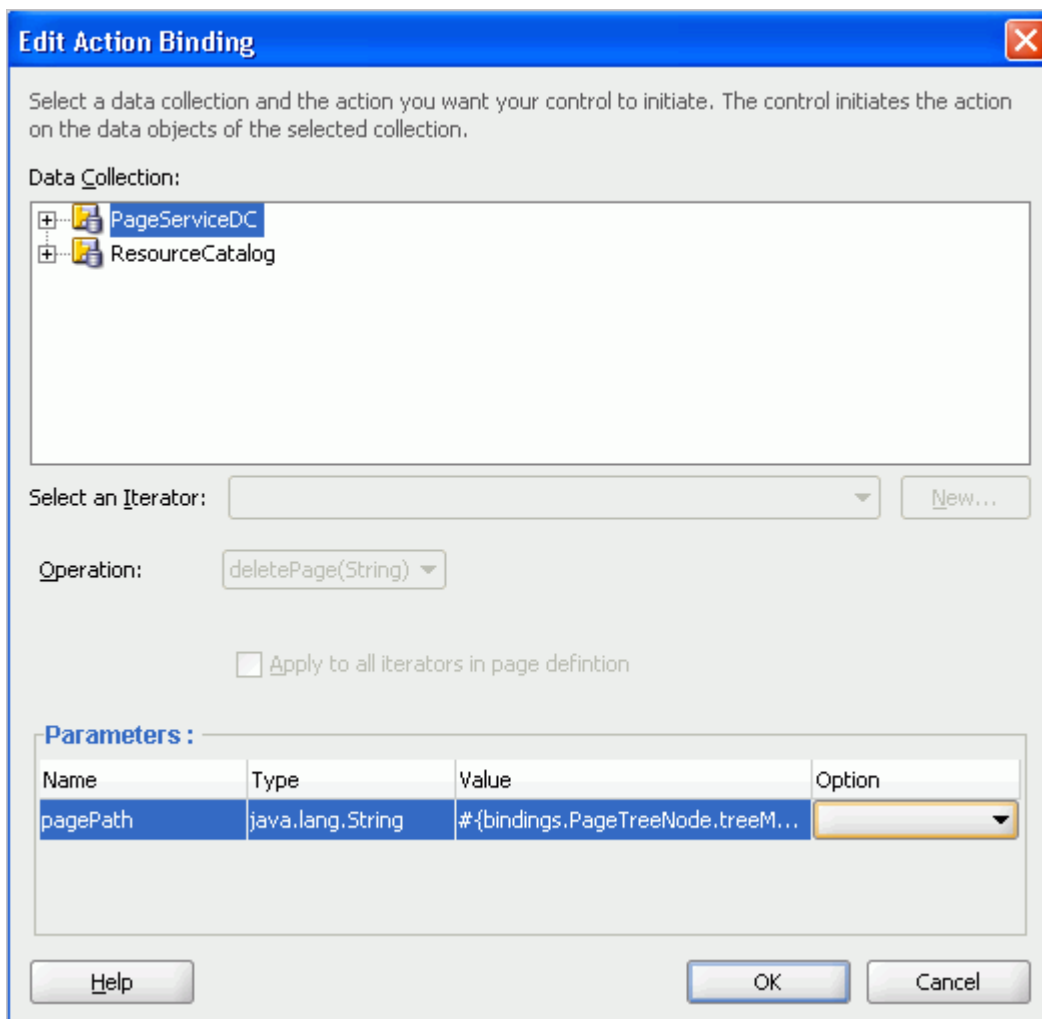 Edit Action Binding
Select a data collection and the action you want your control to initiate. The control initiates the action
on the data objects of the selected collection.
Data Collection:
PageServiceDC
ResourceCatalog
Select an Iterator:
New...
Operation:
deletePage(String)
Apply to all iterators in page defintion
Parameters :
Name Type Value Option
pagePath java.lang.String #{bindings.PageTreeNode.treeM...
Help OK Cancel